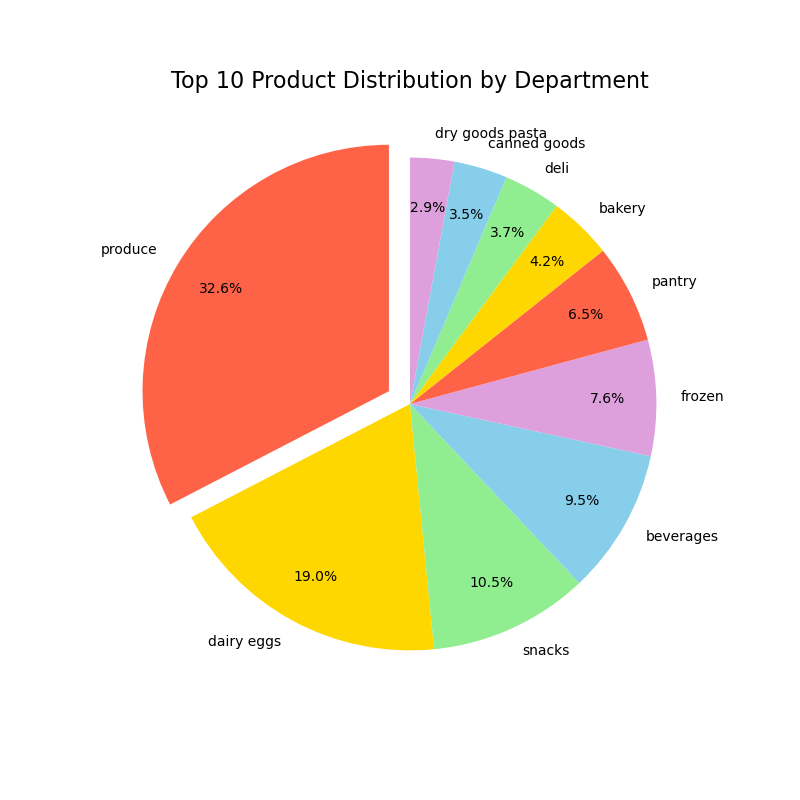 Top 10 Product Distribution by Department
dry goods pasta
canned goods
deli
bakery
pantry
frozen
beverages
snacks
dairy eggs
produce
2.9%
3.5%
3.7%
4.2%
6.5%
7.6%
9.5%
10.5%
19.0%
32.6%